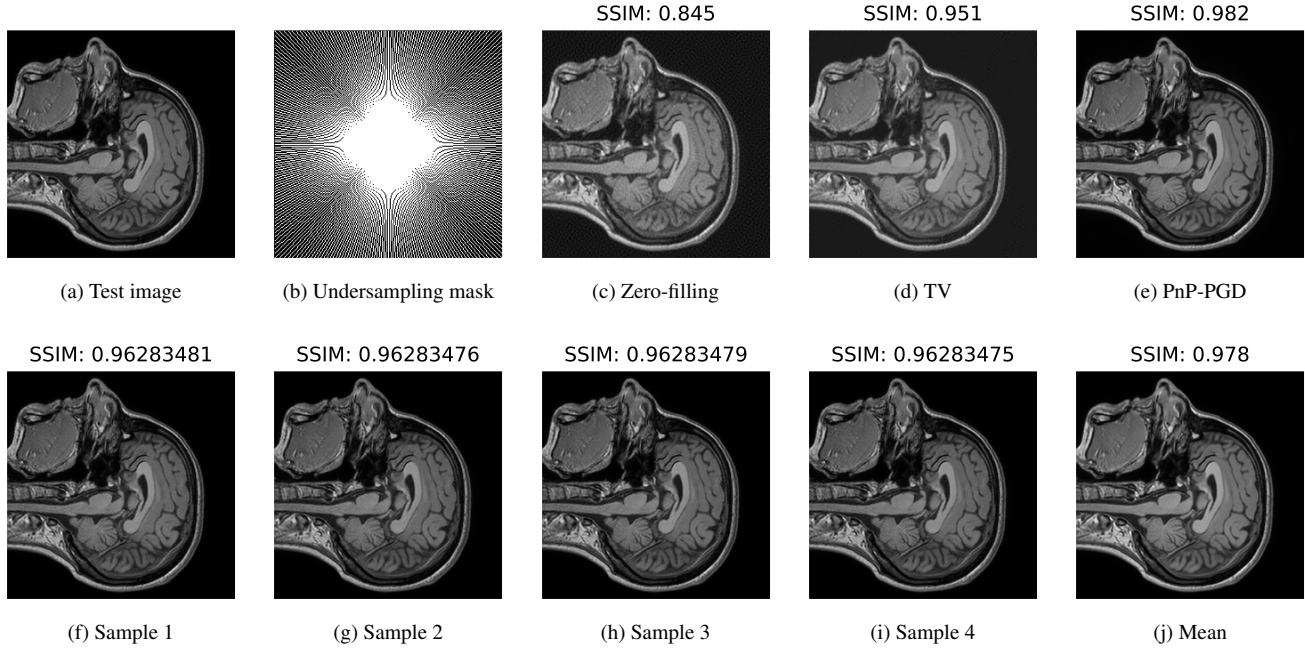 SSIM: 0.845 SSIM: 0.951 SSIM: 0.982
(a) Test image (b) Undersampling mask (c) Zero-filling (d) TV (e) PnP-PGD
SSIM: 0.96283481 SSIM: 0.96283476 SSIM: 0.96283479 SSIM: 0.96283475 SSIM: 0.978
(f) Sample 1 (g) Sample 2 (h) Sample 3 (i) Sample 4 (j) Mean